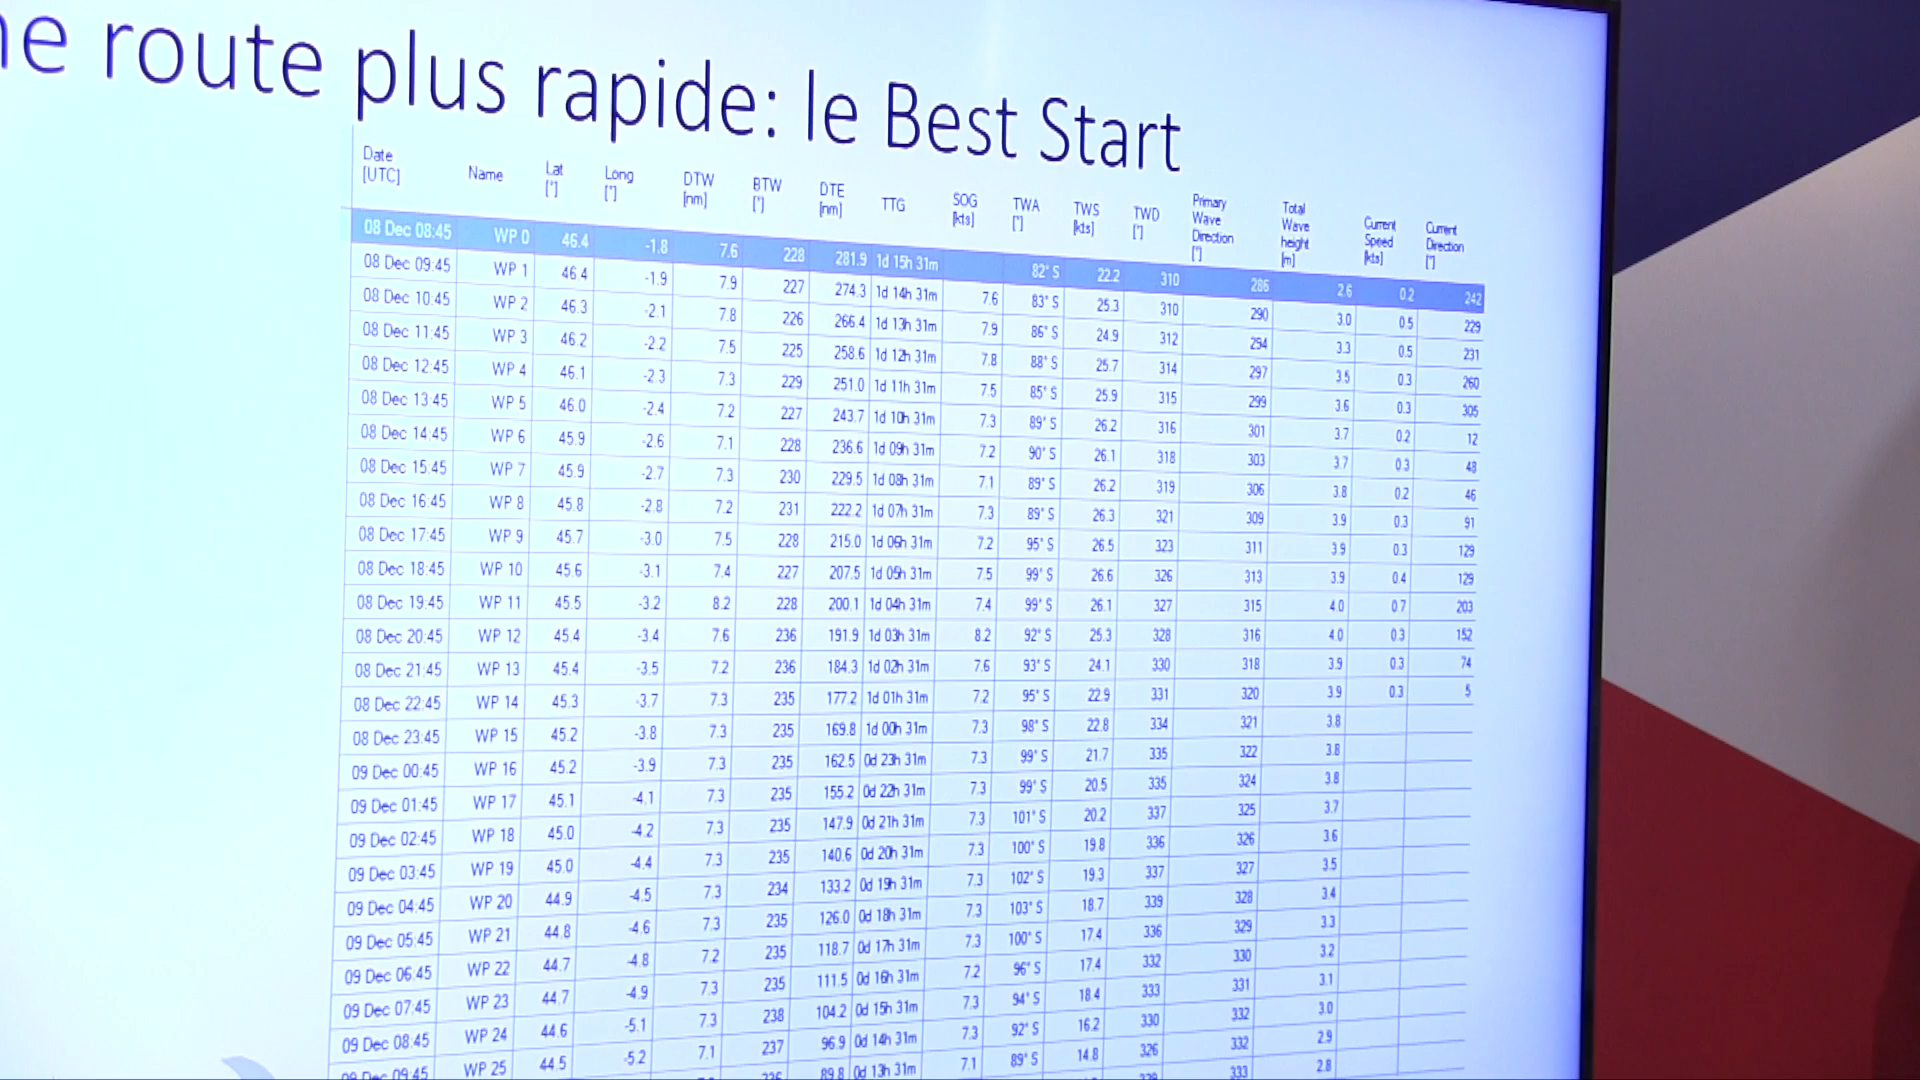 ne route plus rapide: le Best Start
Date [UTC] Name Lat [°] Long [°] DTW [nm] BTW [°] DTE [nm] TTG SOG [kts] TWA [°] TWS [kts] TWD [°] Primary Wave Direction [°] Total Wave height [m] Current Speed [kts] Current Direction [°]
08 Dec 08:45 WP 0 46.4 -1.8 7.6 228 281.9 1d 15h 31m 82° S 22.2 310 286 2.6 0.2 242
08 Dec 09:45 WP 1 46.4 -1.9 7.9 227 274.3 1d 14h 31m 7.6 83° S 25.3 310 290 3.0 0.5 229
08 Dec 10:45 WP 2 46.3 -2.1 7.8 226 266.4 1d 13h 31m 7.9 86° S 24.9 312 294 3.3 0.5 231
08 Dec 11:45 WP 3 46.2 -2.2 7.5 225 258.6 1d 12h 31m 7.8 88° S 25.7 314 297 3.5 0.3 260
08 Dec 12:45 WP 4 46.1 -2.3 7.3 229 251.0 1d 11h 31m 7.5 85° S 25.9 315 299 3.6 0.3 305
08 Dec 13:45 WP 5 46.0 -2.4 7.2 227 243.7 1d 10h 31m 7.3 89° S 26.2 316 301 3.7 0.2 12
08 Dec 14:45 WP 6 45.9 -2.6 7.1 228 236.6 1d 09h 31m 7.2 90° S 26.1 318 303 3.7 0.3 48
08 Dec 15:45 WP 7 45.9 -2.7 7.3 230 229.5 1d 08h 31m 7.1 89° S 26.2 319 306 3.8 0.2 46
08 Dec 16:45 WP 8 45.8 -2.8 7.2 231 222.2 1d 07h 31m 7.3 89° S 26.3 321 309 3.9 0.3 91
08 Dec 17:45 WP 9 45.7 -3.0 7.5 228 215.0 1d 06h 31m 7.2 95° S 26.5 323 311 3.9 0.3 129
08 Dec 18:45 WP 10 45.6 -3.1 7.4 227 207.5 1d 05h 31m 7.5 99° S 26.6 326 313 3.9 0.4 129
08 Dec 19:45 WP 11 45.5 -3.2 8.2 228 200.1 1d 04h 31m 7.4 99° S 26.1 327 315 4.0 0.7 203
08 Dec 20:45 WP 12 45.4 -3.4 7.6 236 191.9 1d 03h 31m 8.2 92° S 25.3 328 316 4.0 0.3 152
08 Dec 21:45 WP 13 45.4 -3.5 7.2 236 184.3 1d 02h 31m 7.6 93° S 24.1 330 318 3.9 0.3 74
08 Dec 22:45 WP 14 45.3 -3.7 7.3 235 177.2 1d 01h 31m 7.2 95° S 22.9 331 320 3.9 0.3 5
08 Dec 23:45 WP 15 45.2 -3.8 7.3 235 169.8 1d 00h 31m 7.3 98° S 22.8 334 321 3.8
09 Dec 00:45 WP 16 45.2 -3.9 7.3 235 162.5 0d 23h 31m 7.3 99° S 21.7 335 322 3.8
09 Dec 01:45 WP 17 45.1 -4.1 7.3 235 155.2 0d 22h 31m 7.3 99° S 20.5 335 324 3.8
09 Dec 02:45 WP 18 45.0 -4.2 7.3 235 147.9 0d 21h 31m 7.3 101° S 20.2 337 325 3.7
09 Dec 03:45 WP 19 45.0 -4.4 7.3 235 140.6 0d 20h 31m 7.3 100° S 19.8 336 326 3.6
09 Dec 04:45 WP 20 44.9 -4.5 7.3 234 133.2 0d 19h 31m 7.3 102° S 19.3 337 327 3.5
09 Dec 05:45 WP 21 44.8 -4.6 7.3 235 126.0 0d 18h 31m 7.3 103° S 18.7 339 328 3.4
09 Dec 06:45 WP 22 44.7 -4.8 7.2 235 118.7 0d 17h 31m 7.3 100° S 17.4 336 329 3.3
09 Dec 07:45 WP 23 44.7 -4.9 7.3 235 111.5 0d 16h 31m 7.2 96° S 17.4 332 330 3.2
09 Dec 08:45 WP 24 44.6 -5.1 7.3 238 104.2 0d 15h 31m 7.3 94° S 18.4 333 331 3.1
09 Dec 09:45 WP 25 44.5 -5.2 7.1 237 96.9 0d 14h 31m 7.3 92° S 16.2 330 332 3.0
89.8 0d 13h 31m 7.1 89° S 14.8 326 332 2.9
333 2.8